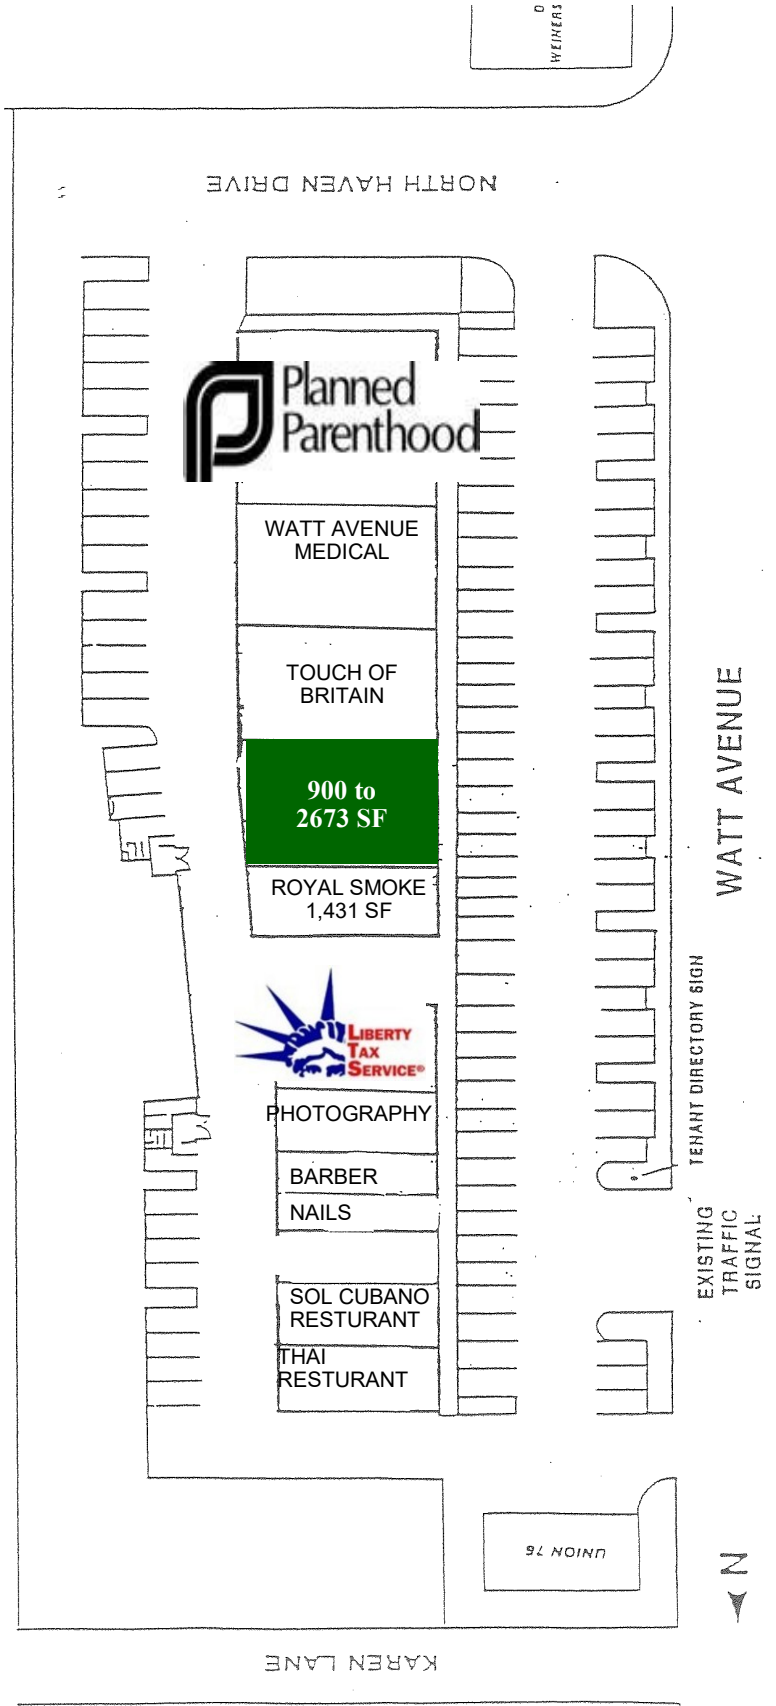 D
WEINERS
NORTH HAVEN DRIVE
Planned
Parenthood
WATT AVENUE
MEDICAL
TOUCH OF
BRITAIN
900 to
2673 SF
ROYAL SMOKE
1,431 SF
WATT AVENUE
LIBERTY
TAX
SERVICE®
TENANT DIRECTORY SIGN
PHOTOGRAPHY
BARBER
NAILS
EXISTING
TRAFFIC
SIGNAL
SOL CUBANO
RESTURANT
THAI
RESTURANT
UNION 76
N
KAREN LANE